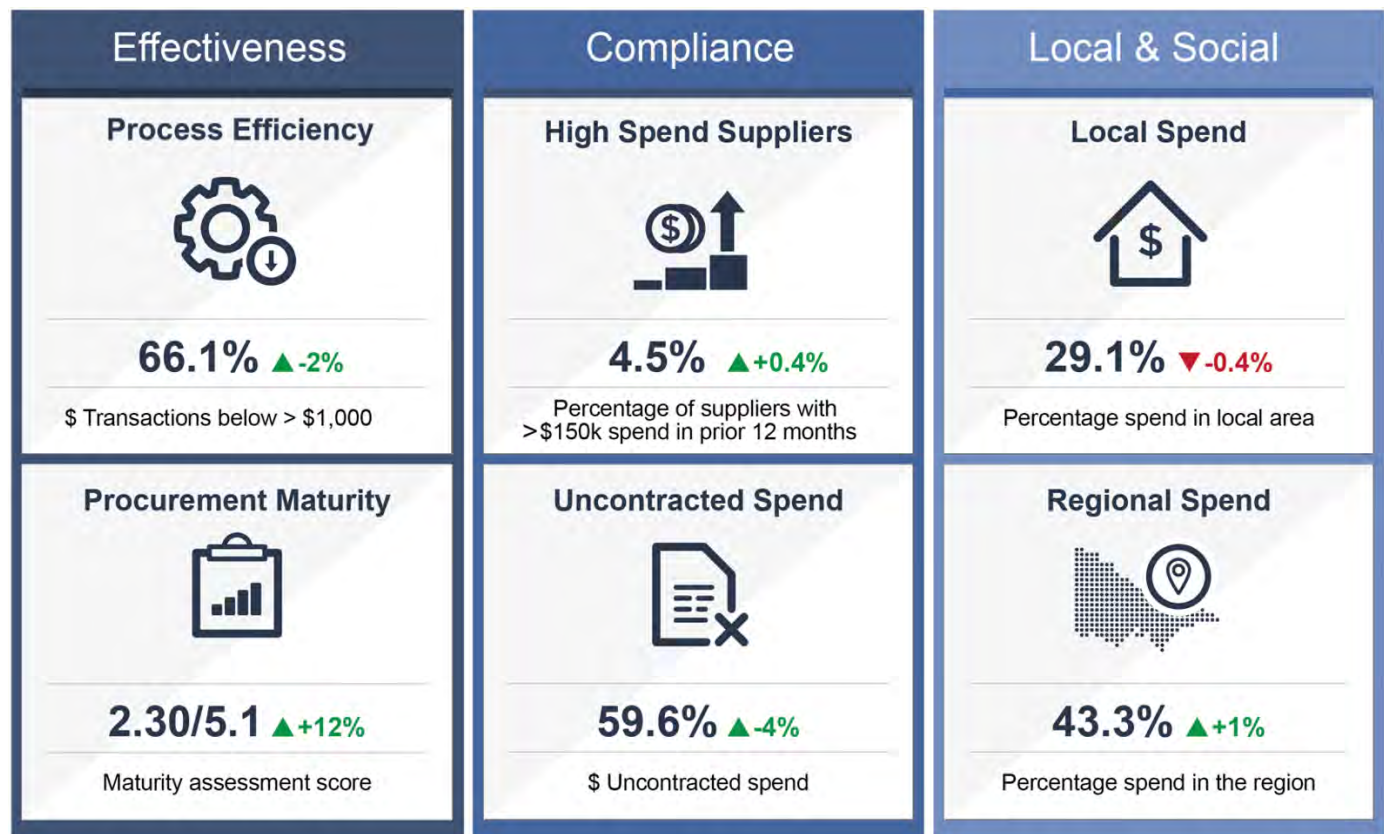 Effectiveness
Process Efficiency
66.1% ▲-2%
$ Transactions below > $1,000
Procurement Maturity
2.30/5.1 ▲+12%
Maturity assessment score
Compliance
High Spend Suppliers
$
4.5% ▲+0.4%
Percentage of suppliers with
>$150k spend in prior 12 months
Uncontracted Spend
59.6% ▲-4%
$ Uncontracted spend
Local & Social
Local Spend
$
29.1% ▼-0.4%
Percentage spend in local area
Regional Spend
43.3% ▲+1%
Percentage spend in the region